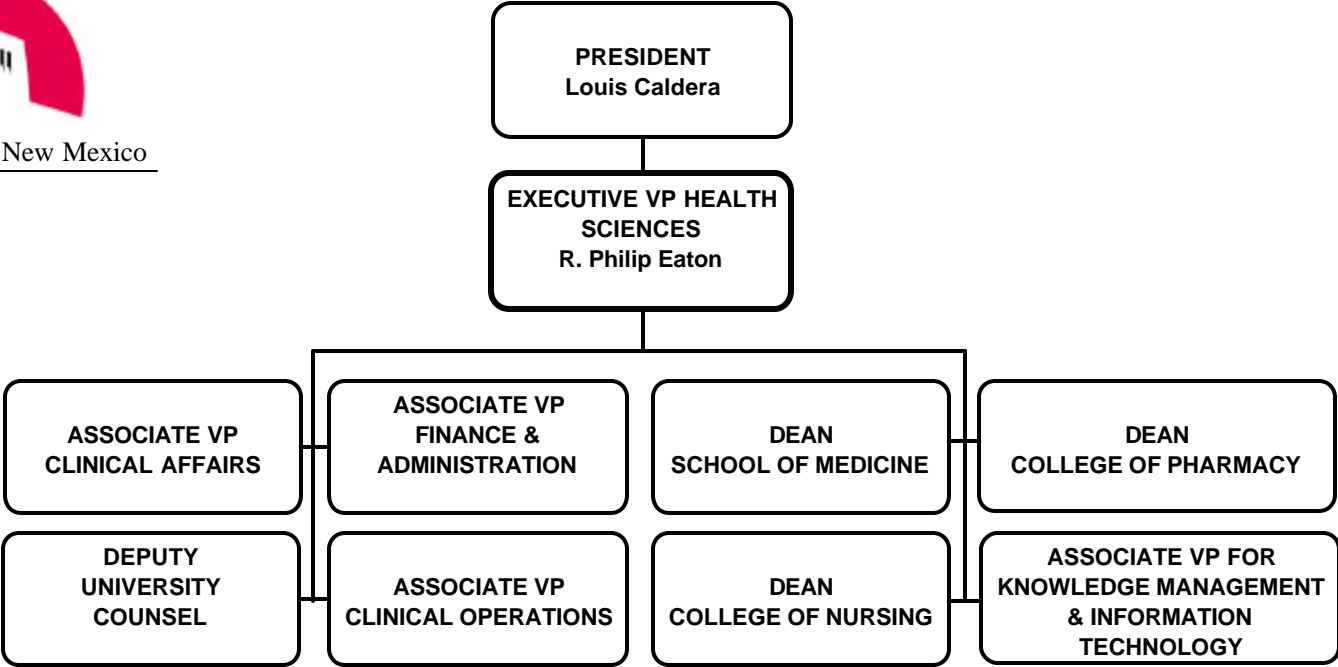 New Mexico
PRESIDENT
Louis Caldera
EXECUTIVE VP HEALTH
SCIENCES
R. Philip Eaton
ASSOCIATE VP
CLINICAL AFFAIRS
ASSOCIATE VP
FINANCE &
ADMINISTRATION
DEAN
SCHOOL OF MEDICINE
DEAN
COLLEGE OF PHARMACY
DEPUTY
UNIVERSITY
COUNSEL
ASSOCIATE VP
CLINICAL OPERATIONS
DEAN
COLLEGE OF NURSING
ASSOCIATE VP FOR
KNOWLEDGE MANAGEMENT
& INFORMATION
TECHNOLOGY